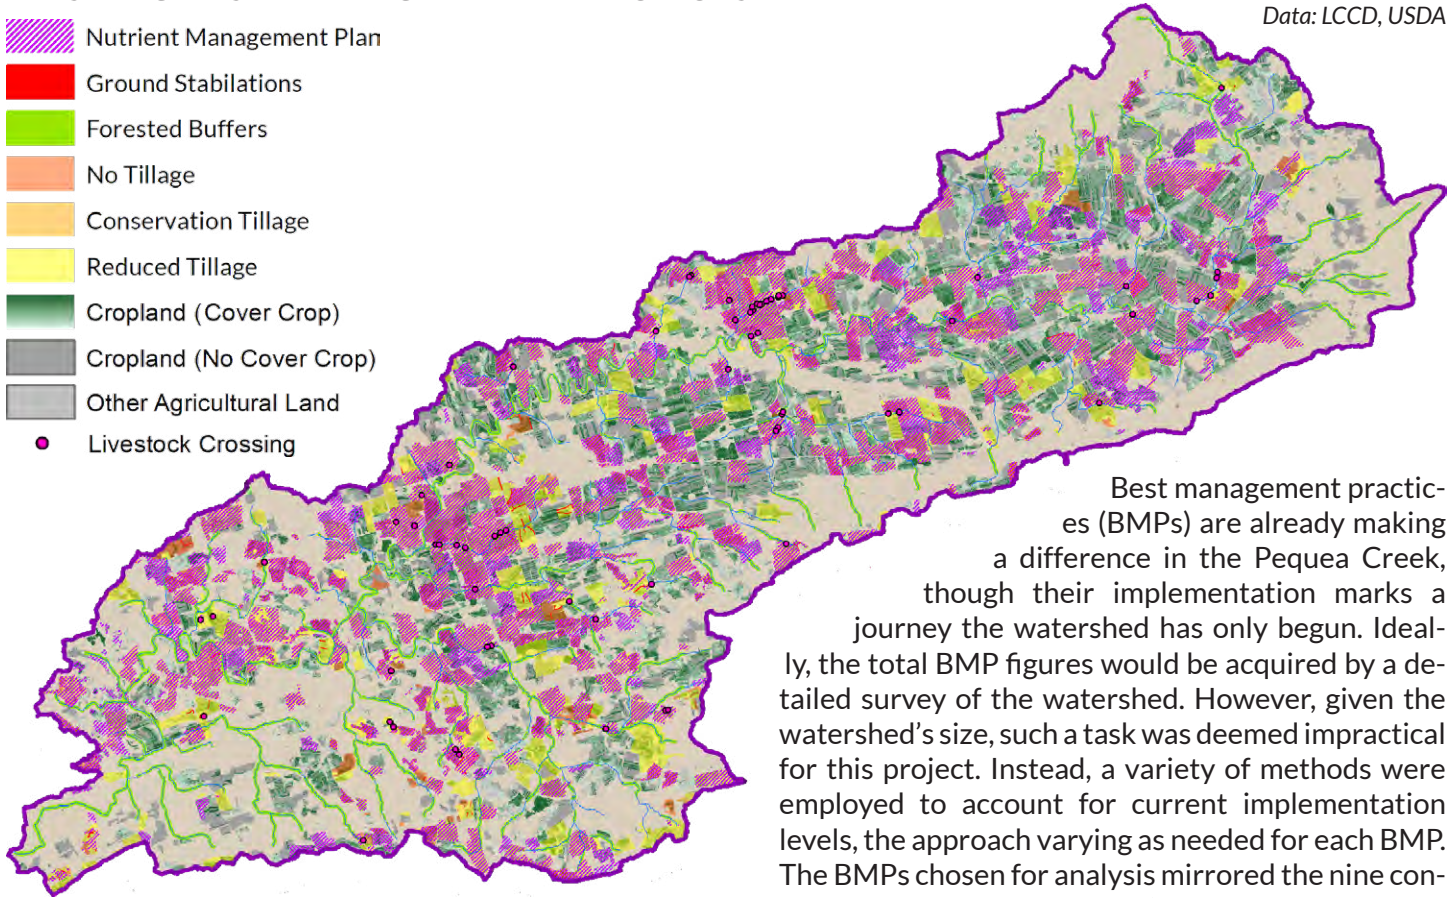 Data: LCCD, USDA
Nutrient Management Plan
Ground Stabilations
Forested Buffers
No Tillage
Conservation Tillage
Reduced Tillage
Cropland (Cover Crop)
Cropland (No Cover Crop)
Other Agricultural Land
Livestock Crossing
Best management practic-
es (BMPs) are already making
a difference in the Pequea Creek,
though their implementation marks a
journey the watershed has only begun. Ideal-
ly, the total BMP figures would be acquired by a de-
tailed survey of the watershed. However, given the
watershed's size, such a task was deemed impractical
for this project. Instead, a variety of methods were
employed to account for current implementation
levels, the approach varying as needed for each BMP.
The BMPs chosen for analysis mirrored the nine con-